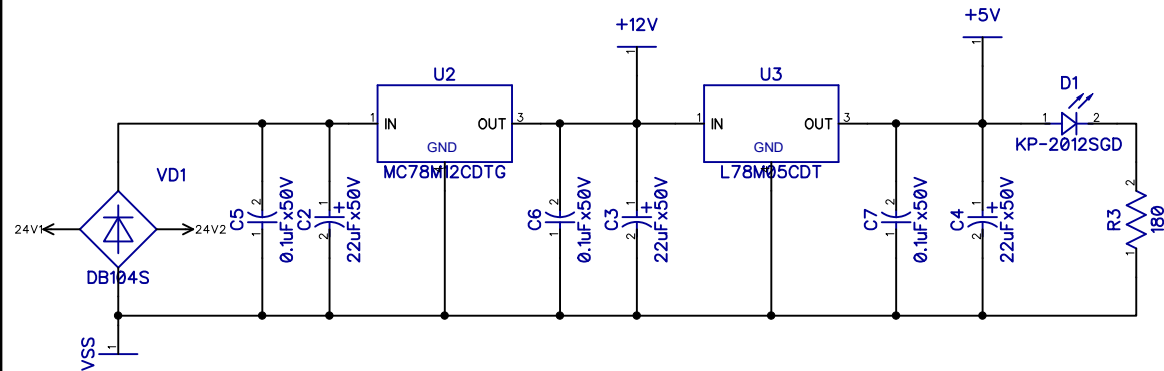 +12V
+5V
U2
U3
D1
1 IN
OUT 3
1 IN
OUT 3
1
2
GND
GND
MC78M12CDTG
L78M05CDT
KP-2012SGD
VD1
24V1
24V2
DB104S
C5
2
1
0.1uFx50V
C2
1
2
+
22uFx50V
C6
2
1
0.1uFx50V
C3
1
2
+
22uFx50V
C7
2
1
0.1uFx50V
C4
1
2
+
22uFx50V
R3
2
1
180
VSS
1
1
1